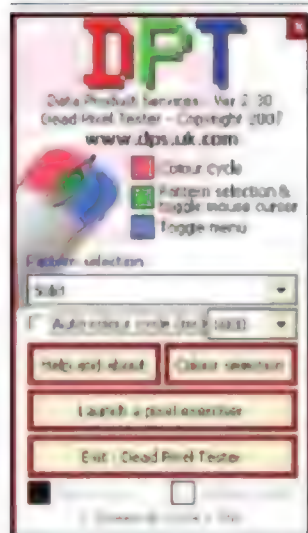 DPT
Data Product Services - Ver 2.30
Dead Pixel Tester - Copyright 2007
www.dps.uk.com
Colour cycle
Pattern selection &
toggle mouse cursor
Toggle menu
Pattern selection
Solid
Help and about
Colour selection
Launch a pixel exerciser
Exit Dead Pixel Tester